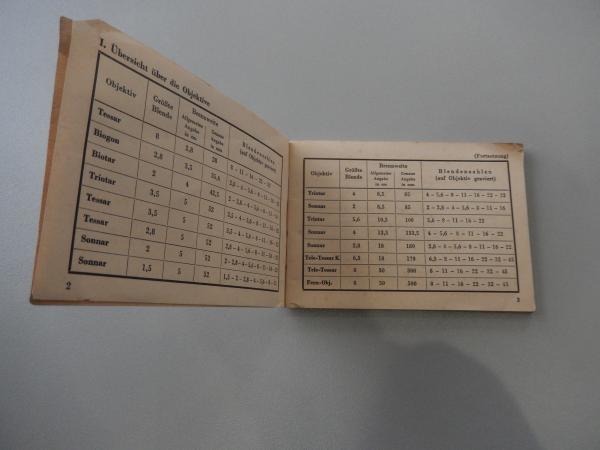 I. Übersicht über die Objektive
Objektiv Größte Blende Brennweite Allgemeine Angabe in cm Genaue Angabe in mm Blendenzahlen (auf Objektiv graviert)
Tessar 8 2,8 28 8 – 11 – 16 – 22
Biogon 2,8 3,5
Biotar 2 4 42,5
Triotar 3,5 5 52
Tessar 3,5 5 52
Tessar 2,8 5 52
Sonnar 2 5 52
Sonnar 1,5 5 52
2
(Fortsetzung)
Objektiv Größte Blende Brennweite Allgemeine Angabe in cm Genaue Angabe in mm Blendenzahlen (auf Objektiv graviert)
Triotar 4 8,5 85 4 – 5,6 – 8 – 11 – 16 – 22
Sonnar 2 8,5 85 2 – 2,8 – 4 – 5,6 – 8 – 11 – 16
Triotar 5,6 10,5 5,6 – 8 – 11 – 16 – 22
Sonnar 4 13,5 4 – 5,6 – 8 – 11 – 16 – 22
Sonnar 2,8 18 180 2,8 – 4 – 5,6 – 8 – 11 – 16 – 22
Tele-Tessar K. 6,3 18 6,3 – 8 – 11 – 16 – 22 – 32 – 45
Tele-Tessar 8 30 300 8 – 11 – 16 – 22 – 32 – 45
Fern-Obj. 8 50 500 8 – 11 – 16 – 22 – 32 – 45
3